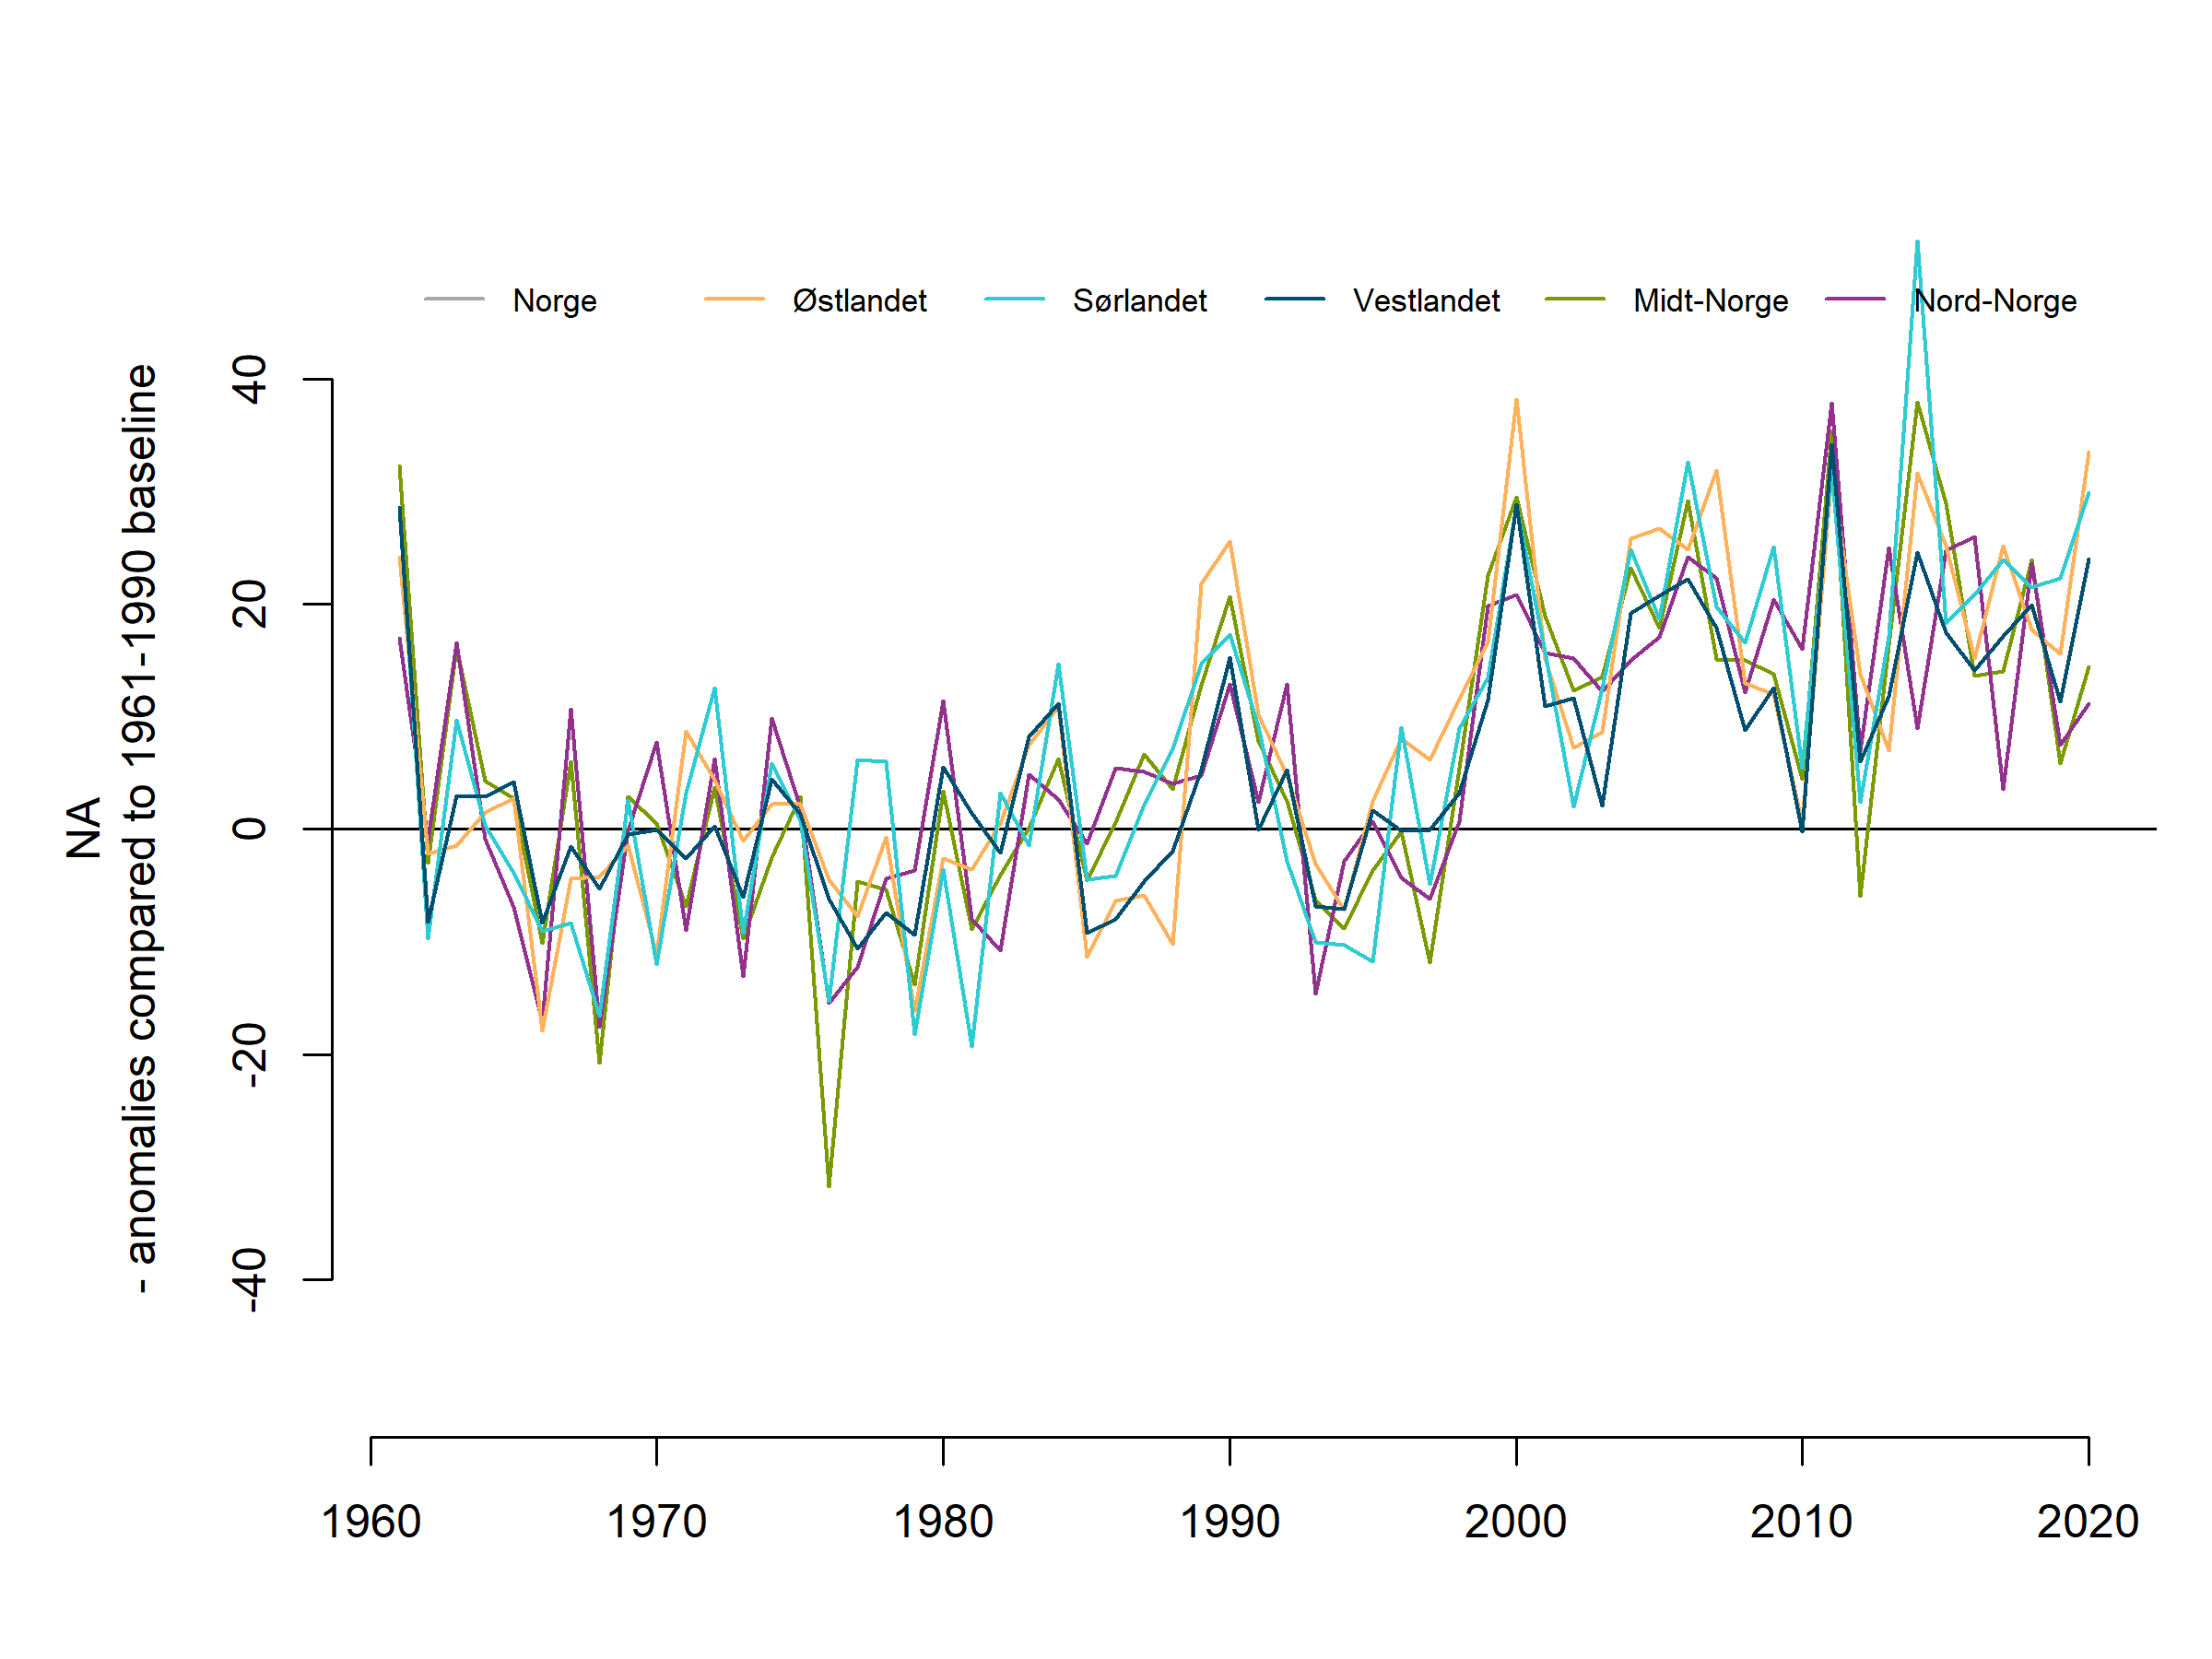 Norge Østlandet Sørlandet Vestlandet Midt-Norge Nord-Norge
NA
- anomalies compared to 1961-1990 baseline
40
20
0
-20
-40
1960 1970 1980 1990 2000 2010 2020